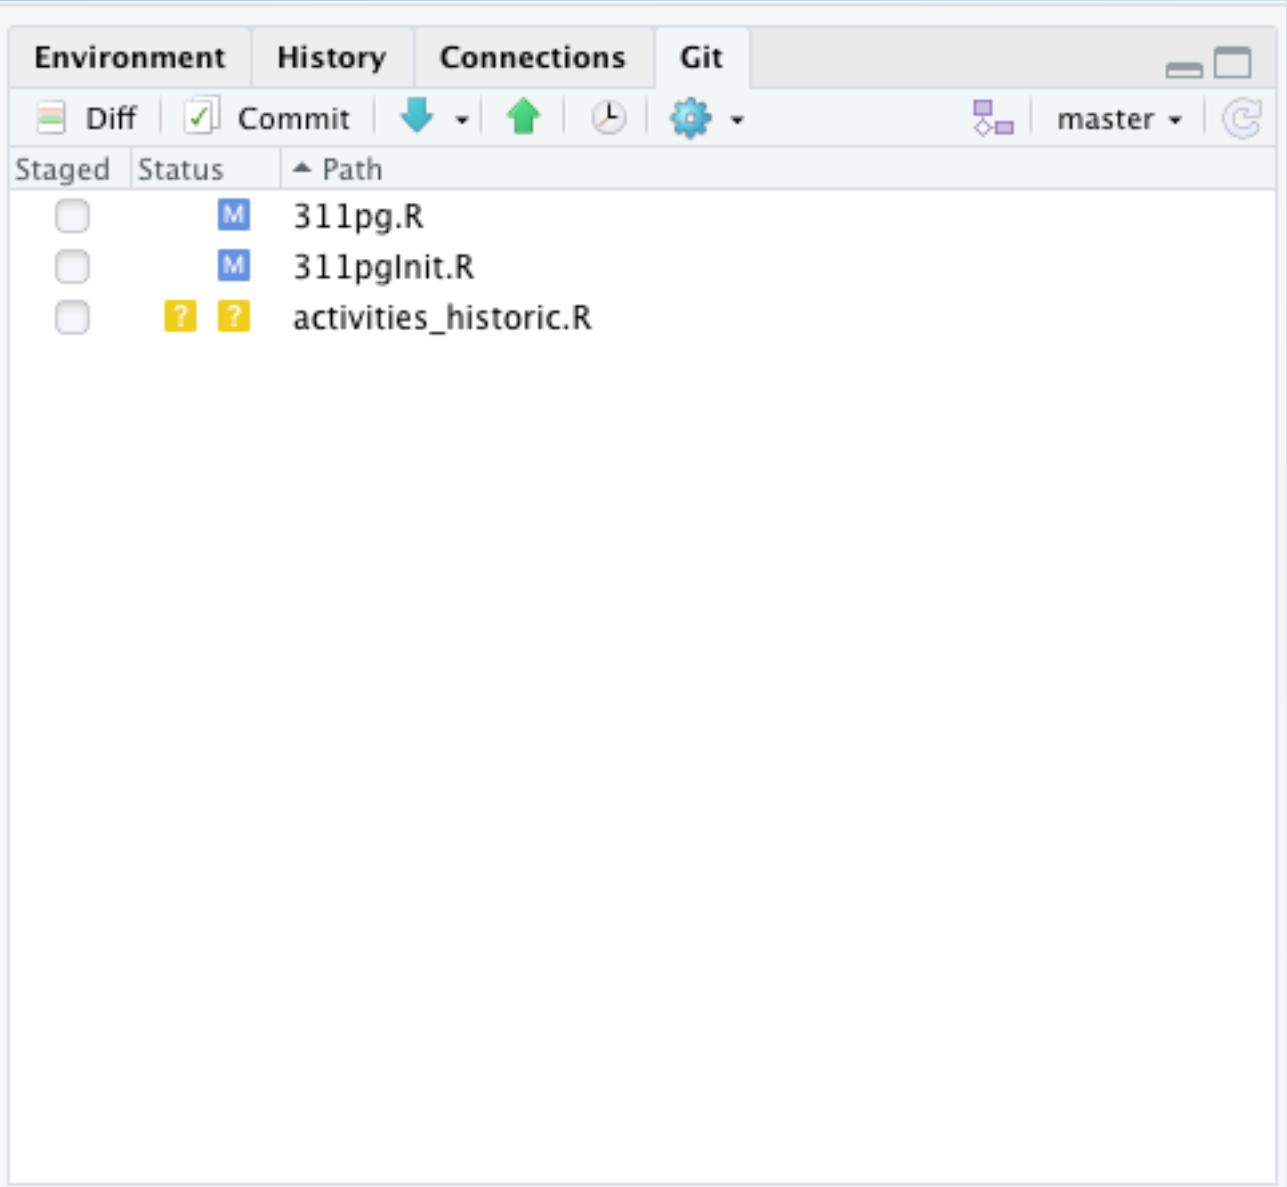 Environment History Connections Git
Diff Commit master
Staged Status Path
M 311pg.R
M 311pgInit.R
? ? activities_historic.R